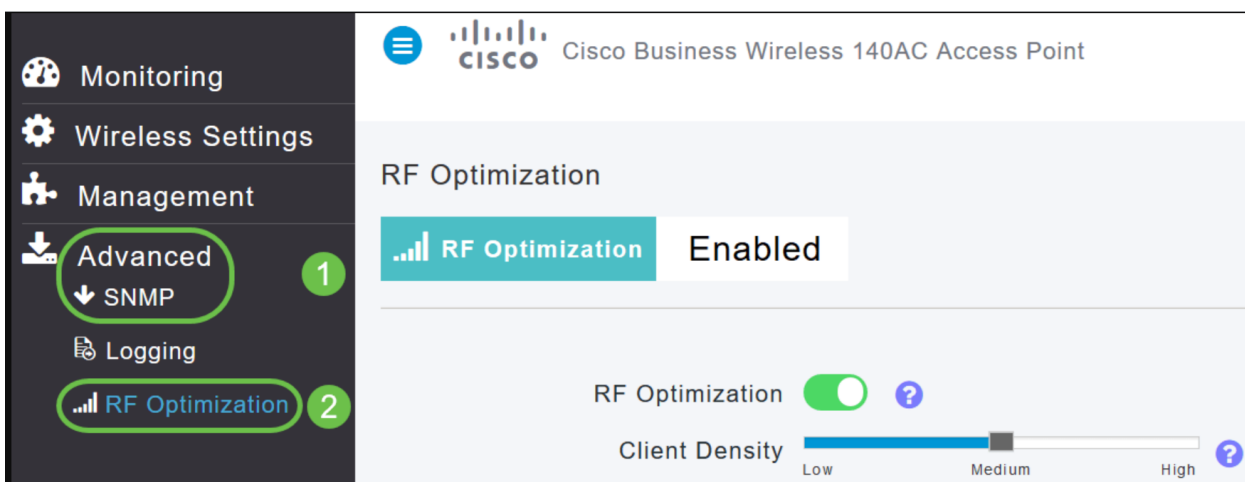 Monitoring
Wireless Settings
Management
Advanced
SNMP
1
Logging
RF Optimization
2
CISCO
Cisco Business Wireless 140AC Access Point
RF Optimization
RF Optimization Enabled
RF Optimization ?
Client Density ?
Low Medium High